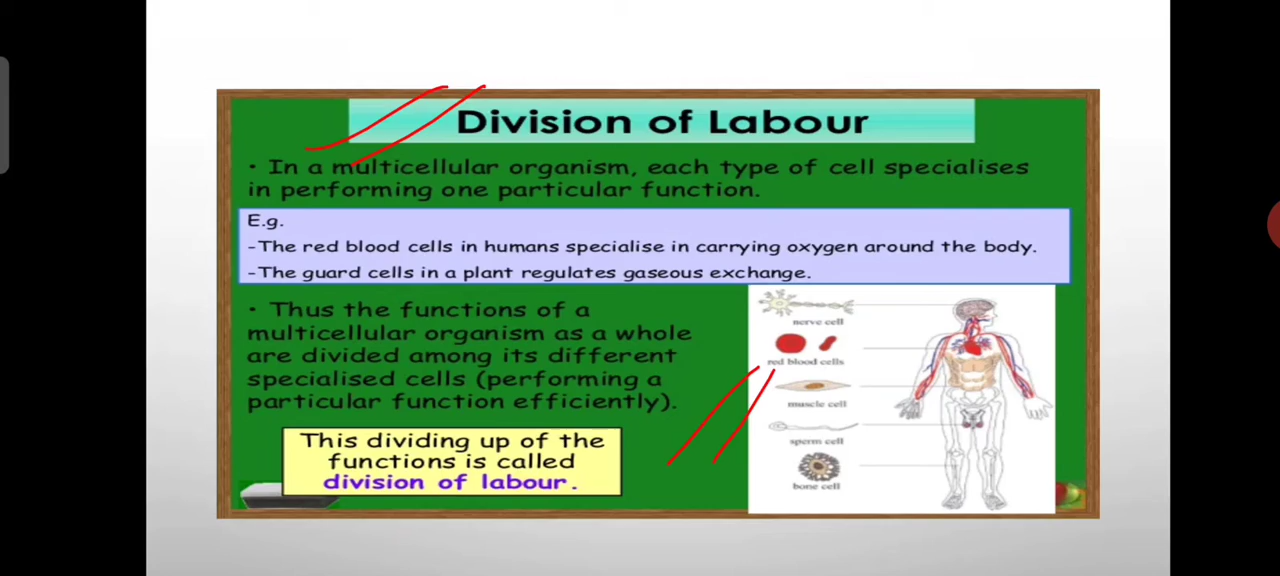 Division of Labour
• In a multicellular organism, each type of cell specialises
in performing one particular function.
E.g.
-The red blood cells in humans specialise in carrying oxygen around the body.
-The guard cells in a plant regulates gaseous exchange.
• Thus the functions of a
multicellular organism as a whole
are divided among its different
specialised cells (performing a
particular function efficiently).
This dividing up of the
functions is called
division of labour.
nerve cell
red blood cells
muscle cell
sperm cell
bone cell